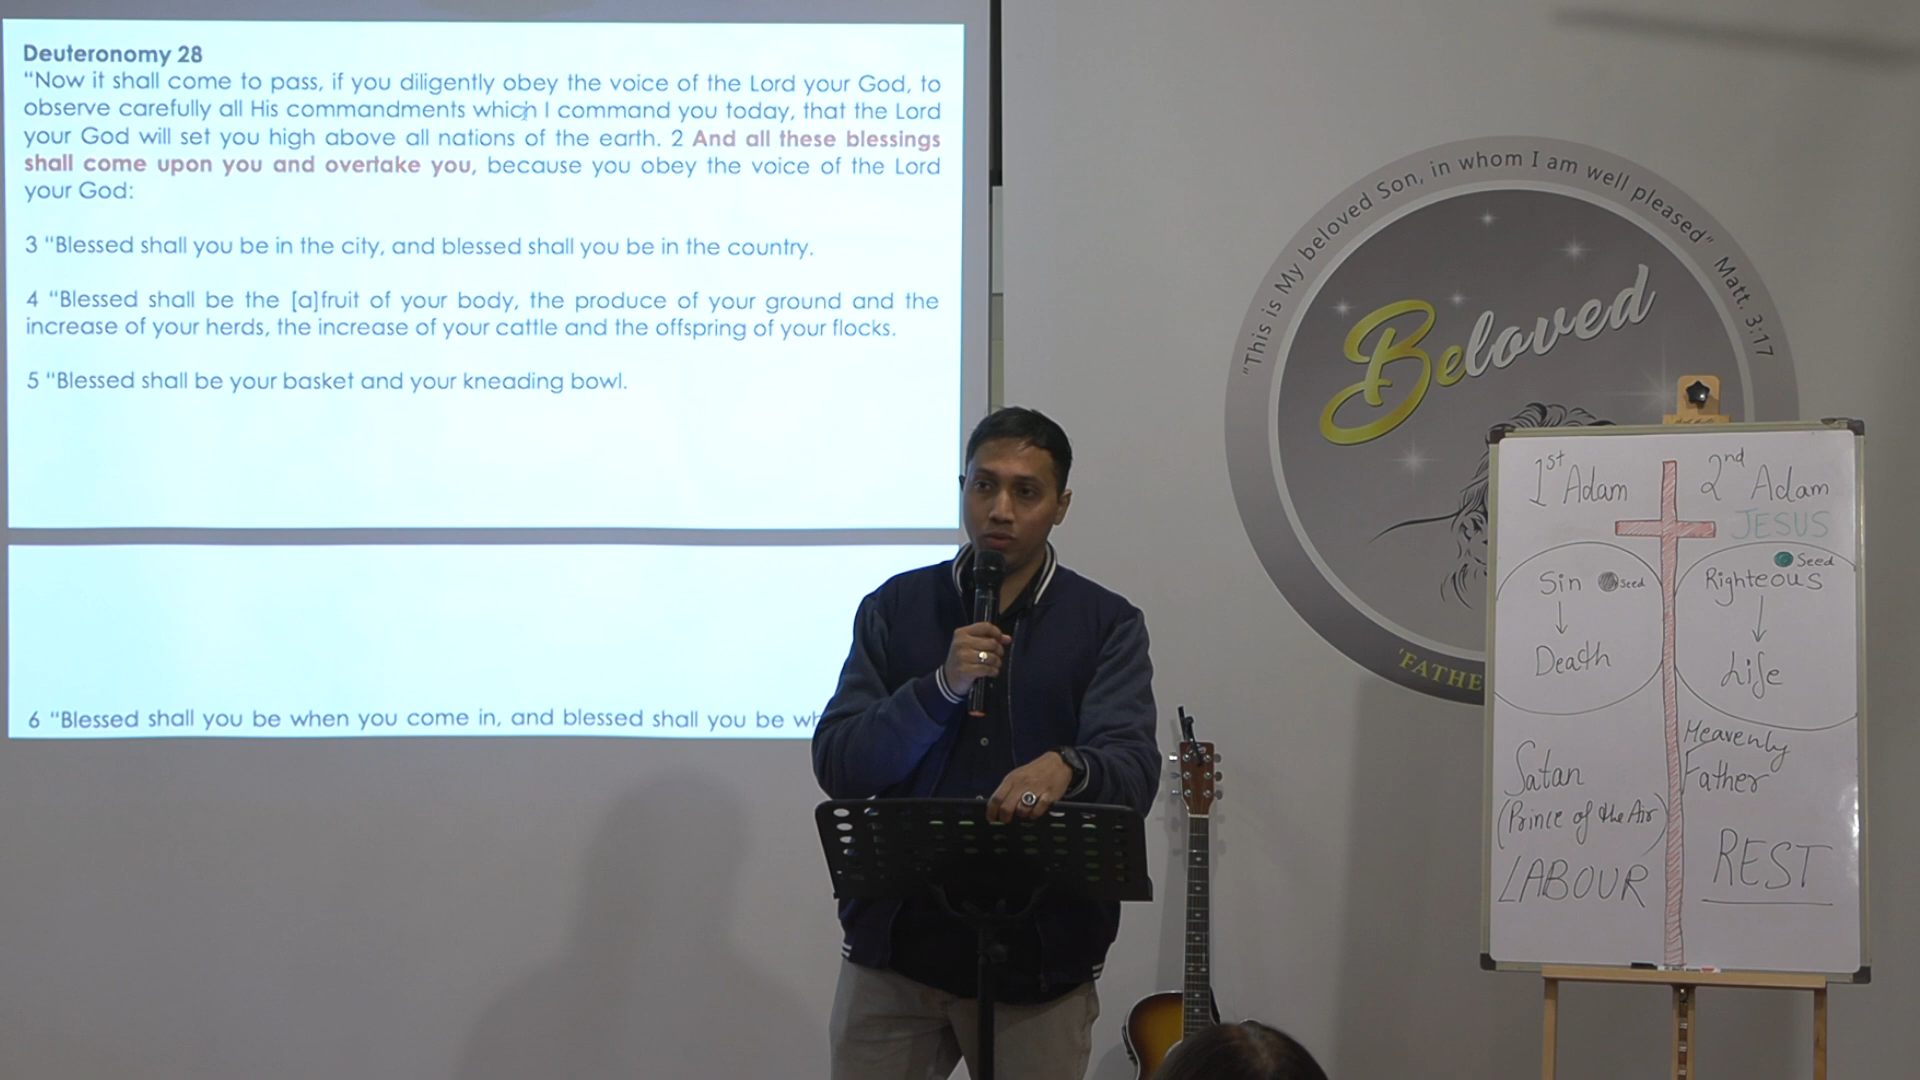 Deuteronomy 28
“Now it shall come to pass, if you diligently obey the voice of the Lord your God, to
observe carefully all His commandments which I command you today, that the Lord
your God will set you high above all nations of the earth. 2 And all these blessings
shall come upon you and overtake you, because you obey the voice of the Lord
your God:
3 “Blessed shall you be in the city, and blessed shall you be in the country.
4 “Blessed shall be the [a]fruit of your body, the produce of your ground and the
increase of your herds, the increase of your cattle and the offspring of your flocks.
5 “Blessed shall be your basket and your kneading bowl.
6 “Blessed shall you be when you come in, and blessed shall you be
"This is My beloved Son, in whom I am well pleased" Matt. 3:17
Beloved
'FATHE
1st Adam
2nd Adam
JESUS
Sin Seed
Death
Seed
Righteous
Life
Satan
(Prince of the Air)
LABOUR
Heavenly
Father
REST